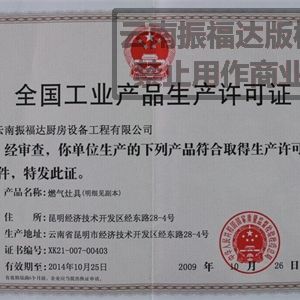 云南振福达版权
禁止用作商业
全国工业产品生产许可证
云南振福达厨房设备工程有限公司
经审查,你单位生产的下列产品符合取得生产许可
件,特发此证。
产品名称: 燃气灶具(明细见副本)
住 所: 昆明经济技术开发区经东路28-4号
生产地址: 云南省昆明市经济技术开发区经东路28-4号
证书编号: XK21-007-00403
有效期至: 2014年10月25日
2009 年 10 月 26 日